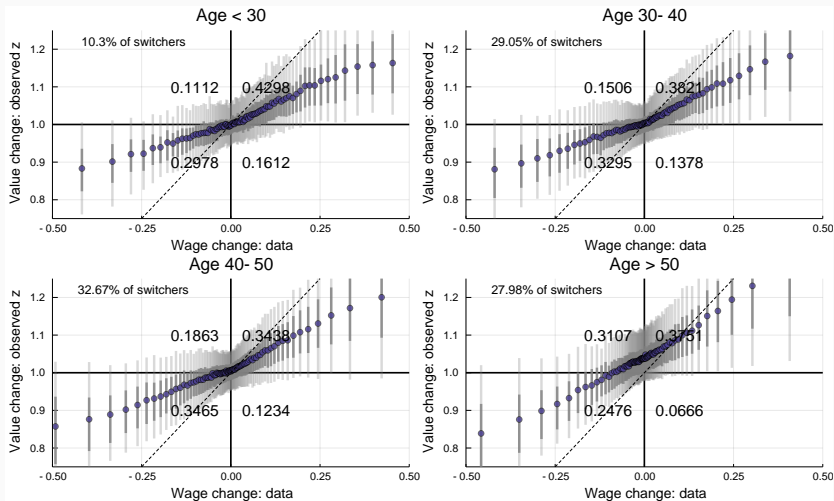 Age < 30
10.3% of switchers
0.1112 0.4298
0.2978 0.1612
Value change: observed z
1.2
1.1
1.0
0.9
0.8
- 0.50 -0.25 0.00 0.25 0.50
Wage change: data
Age 30- 40
29.05% of switchers
0.1506 0.3821
0.3295 0.1378
Value change: observed z
1.2
1.1
1.0
0.9
0.8
- 0.50 -0.25 0.00 0.25 0.50
Wage change: data
Age 40- 50
32.67% of switchers
0.1863 0.3438
0.3465 0.1234
Value change: observed z
1.2
1.1
1.0
0.9
0.8
- 0.50 -0.25 0.00 0.25 0.50
Wage change: data
Age > 50
27.98% of switchers
0.3107 0.3751
0.2476 0.0666
Value change: observed z
1.2
1.1
1.0
0.9
0.8
- 0.50 -0.25 0.00 0.25 0.50
Wage change: data